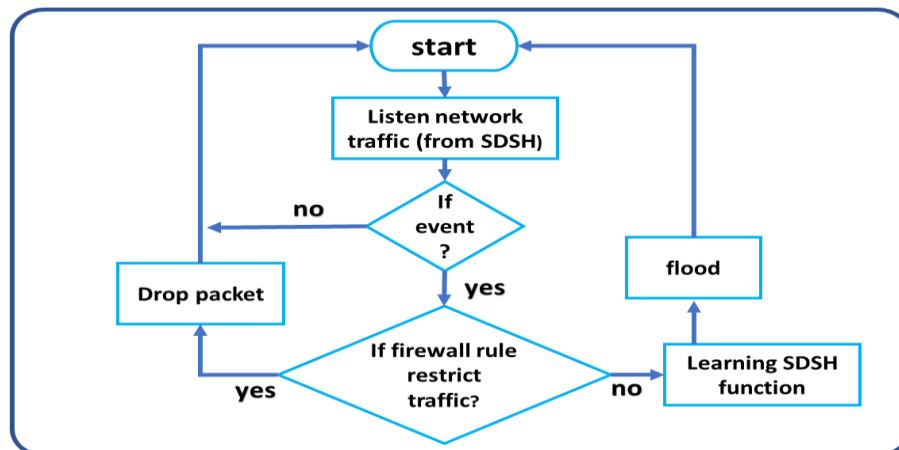 start
Listen network
traffic (from SDSH)
If
event
?
no
yes
Drop packet
flood
If firewall rule
restrict
traffic?
yes
no
Learning SDSH
function